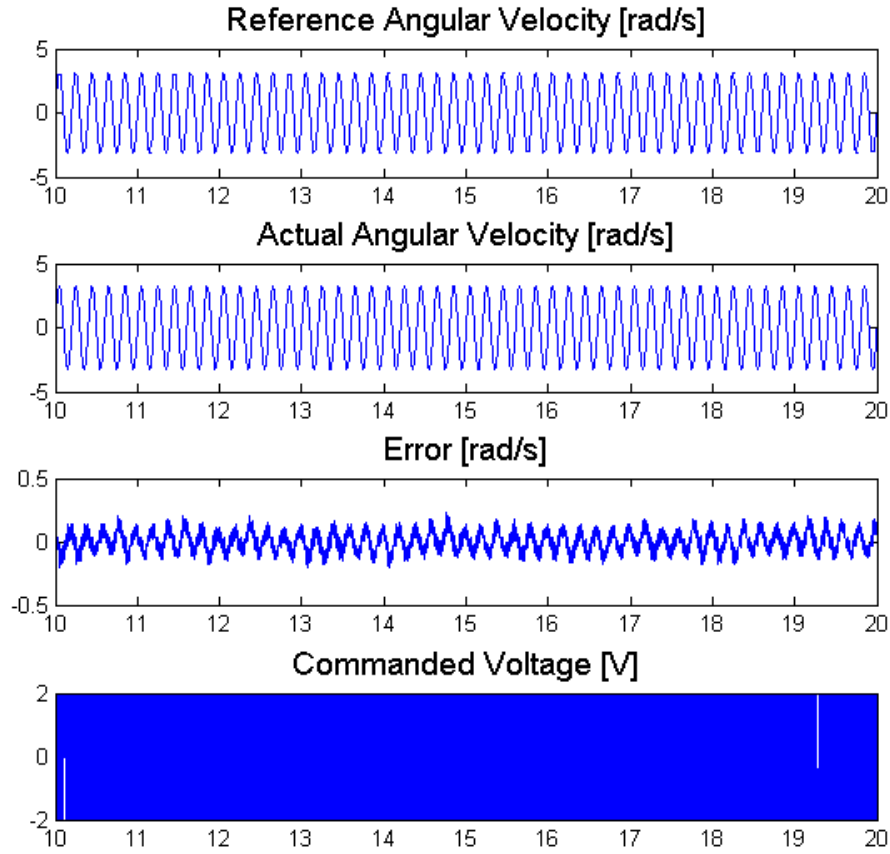 Reference Angular Velocity [rad/s]
5
0
-5
10 11 12 13 14 15 16 17 18 19 20
Actual Angular Velocity [rad/s]
5
0
-5
10 11 12 13 14 15 16 17 18 19 20
Error [rad/s]
0.5
0
-0.5
10 11 12 13 14 15 16 17 18 19 20
Commanded Voltage [V]
2
0
-2
10 11 12 13 14 15 16 17 18 19 20